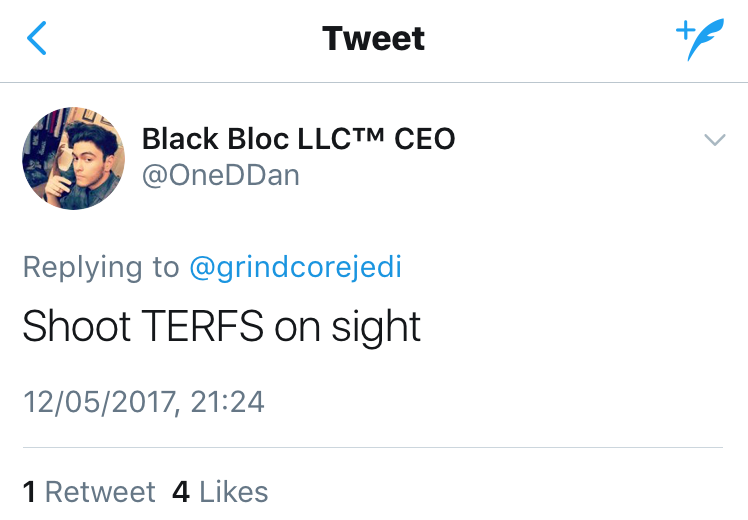 Tweet
Black Bloc LLC™ CEO
@OneDDan
Replying to @grindcorejedi
Shoot TERFS on sight
12/05/2017, 21:24
1 Retweet 4 Likes